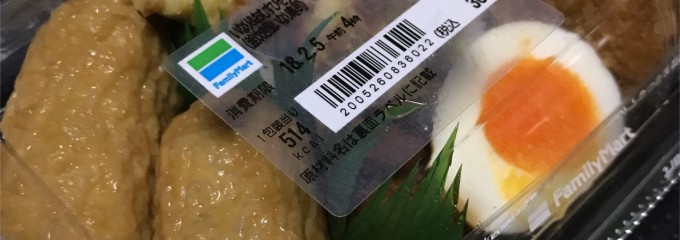 FamilyMart
消費期限
18.2.5 午前4時
1包装当り
514
kcal
2005260836022
(税込
原材料名は裏面ラベルに記載
FamilyMart